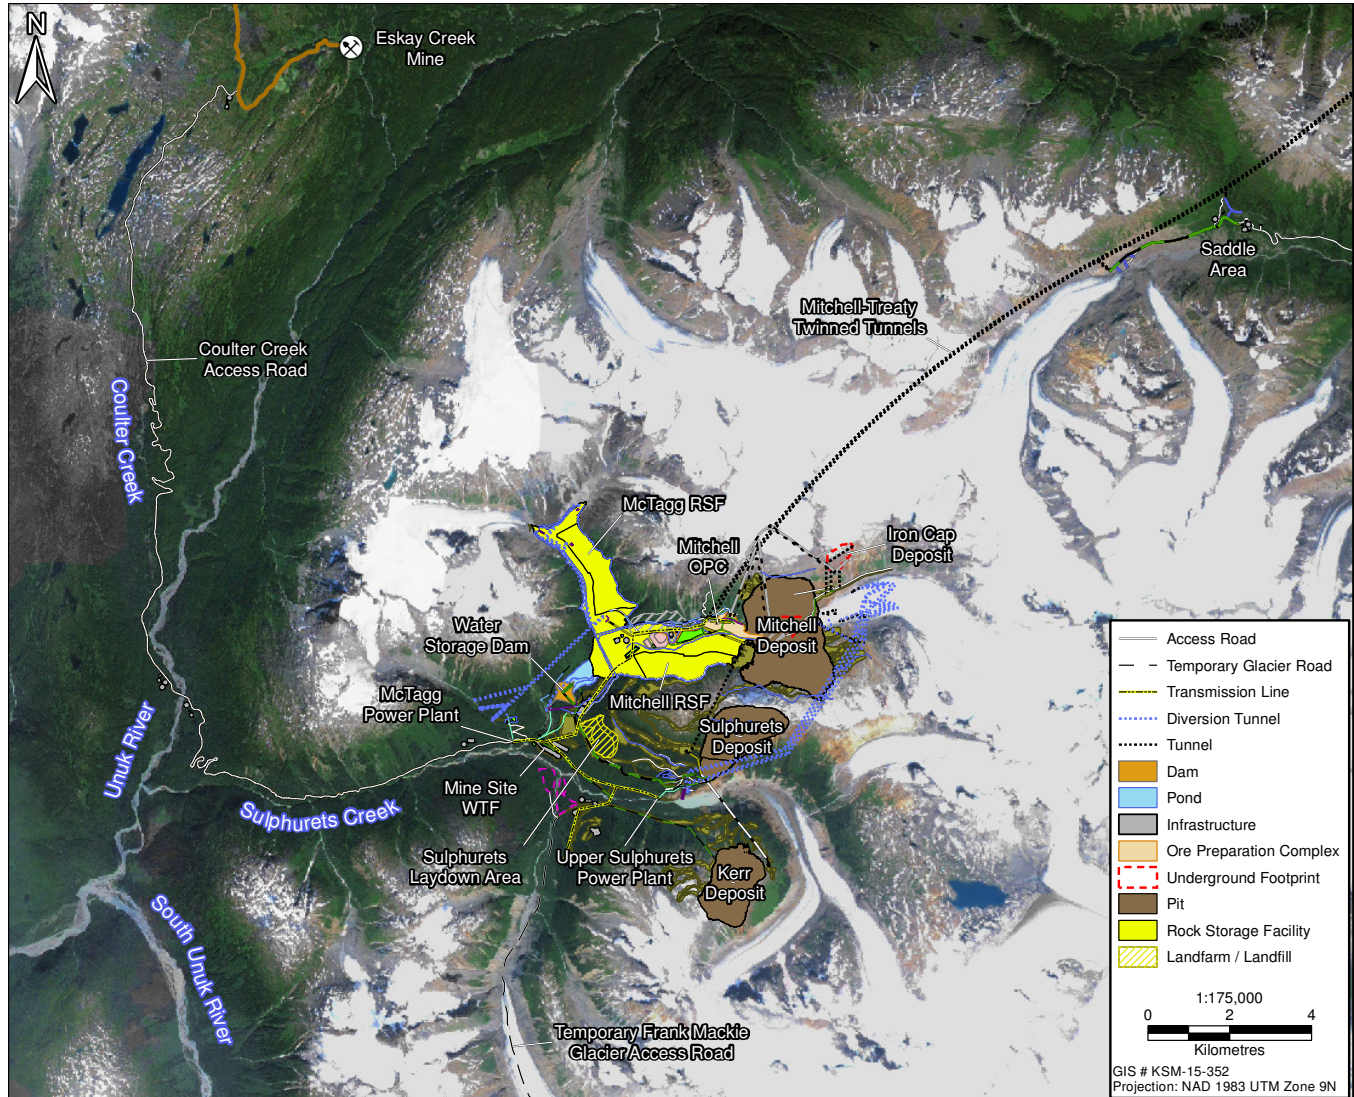 N
Eskay Creek
Mine
Saddle
Area
Mitchell-Treaty
Twinned Tunnels
Coulter Creek
Access Road
Coulter Creek
McTagg RSF
Mitchell
OPC
Iron Cap
Deposit
Water
Storage Dam
Mitchell
Deposit
McTagg
Power Plant
Mitchell RSF
Sulphurets
Deposit
Unuk River
Mine Site
WTF
Sulphurets Creek
Sulphurets
Laydown Area
Upper Sulphurets
Power Plant
Kerr
Deposit
South Unuk River
Temporary Frank Mackie
Glacier Access Road
Access Road
Temporary Glacier Road
Transmission Line
Diversion Tunnel
Tunnel
Dam
Pond
Infrastructure
Ore Preparation Complex
Underground Footprint
Pit
Rock Storage Facility
Landfarm / Landfill
1:175,000
0 2 4
Kilometres
GIS # KSM-15-352
Projection: NAD 1983 UTM Zone 9N